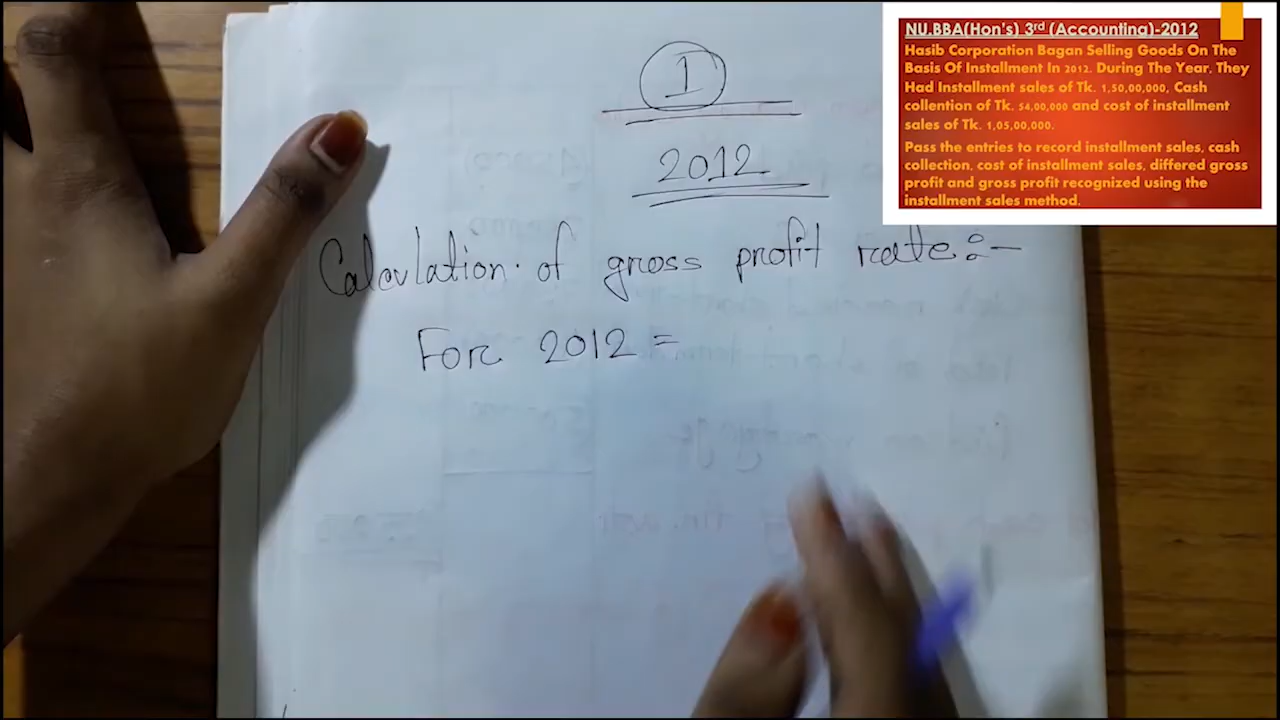 1
2012
Calculation of gross profit rate:-
For 2012 =
NU.BBA(Hon's) 3rd (Accounting)-2012
Hasib Corporation Bagan Selling Goods On The
Basis Of Installment In 2012. During The Year, They
Had Installment sales of Tk. 1,50,00,000, Cash
collention of Tk. 54,00,000 and cost of installment
sales of Tk. 1,05,00,000.
Pass the entries to record installment sales, cash
collection, cost of installment sales, differed gross
profit and gross profit recognized using the
installment sales method.